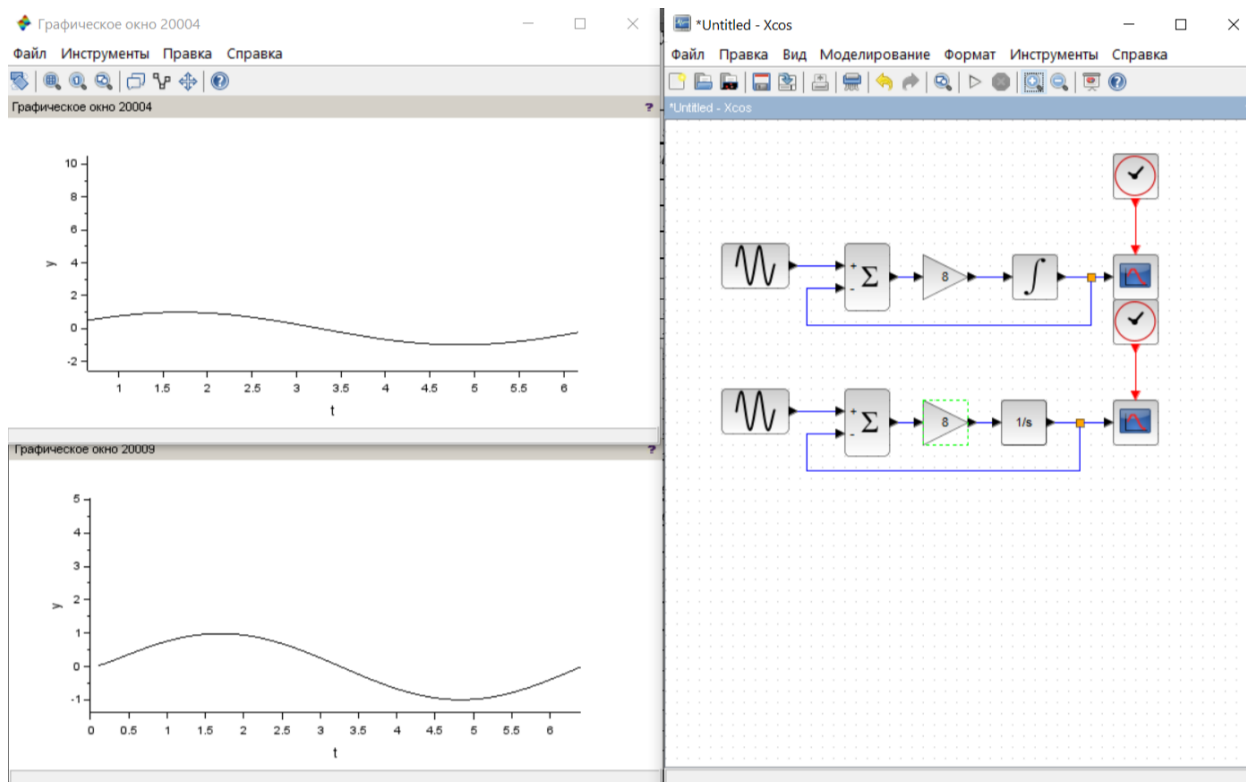 Графическое окно 20004
Файл Инструменты Правка Справка
Графическое окно 20004 ?
10
8
6
4
2
0
-2
y
1 1.5 2 2.5 3 3.5 4 4.5 5 5.5 6
t
Графическое окно 20009 ?
5
4
3
2
1
0
-1
y
0 0.5 1 1.5 2 2.5 3 3.5 4 4.5 5 5.5 6
t
*Untitled - Xcos
Файл Правка Вид Моделирование Формат Инструменты Справка
*Untitled - Xcos
+
-
Σ
8
∫
+
-
Σ
8
1/s